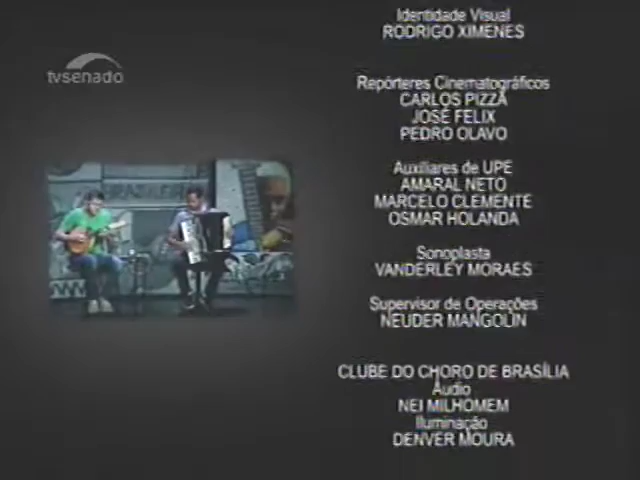 Identidade Visual
RODRIGO XIMENES
tvsenado
Repórteres Cinematográficos
CARLOS PIZZA
JOSÉ FELIX
PEDRO OLAVO
Auxiliares de UPE
AMARAL NETO
MARCELO CLEMENTE
OSMAR HOLANDA
BRASILEIR
Sonoplasta
VANDERLEY MORAES
Supervisor de Operações
NEUDER MANGOLIN
CLUBE DO CHORO DE BRASÍLIA
Áudio
NEI MILHOMEM
Iluminação
DENVER MOURA